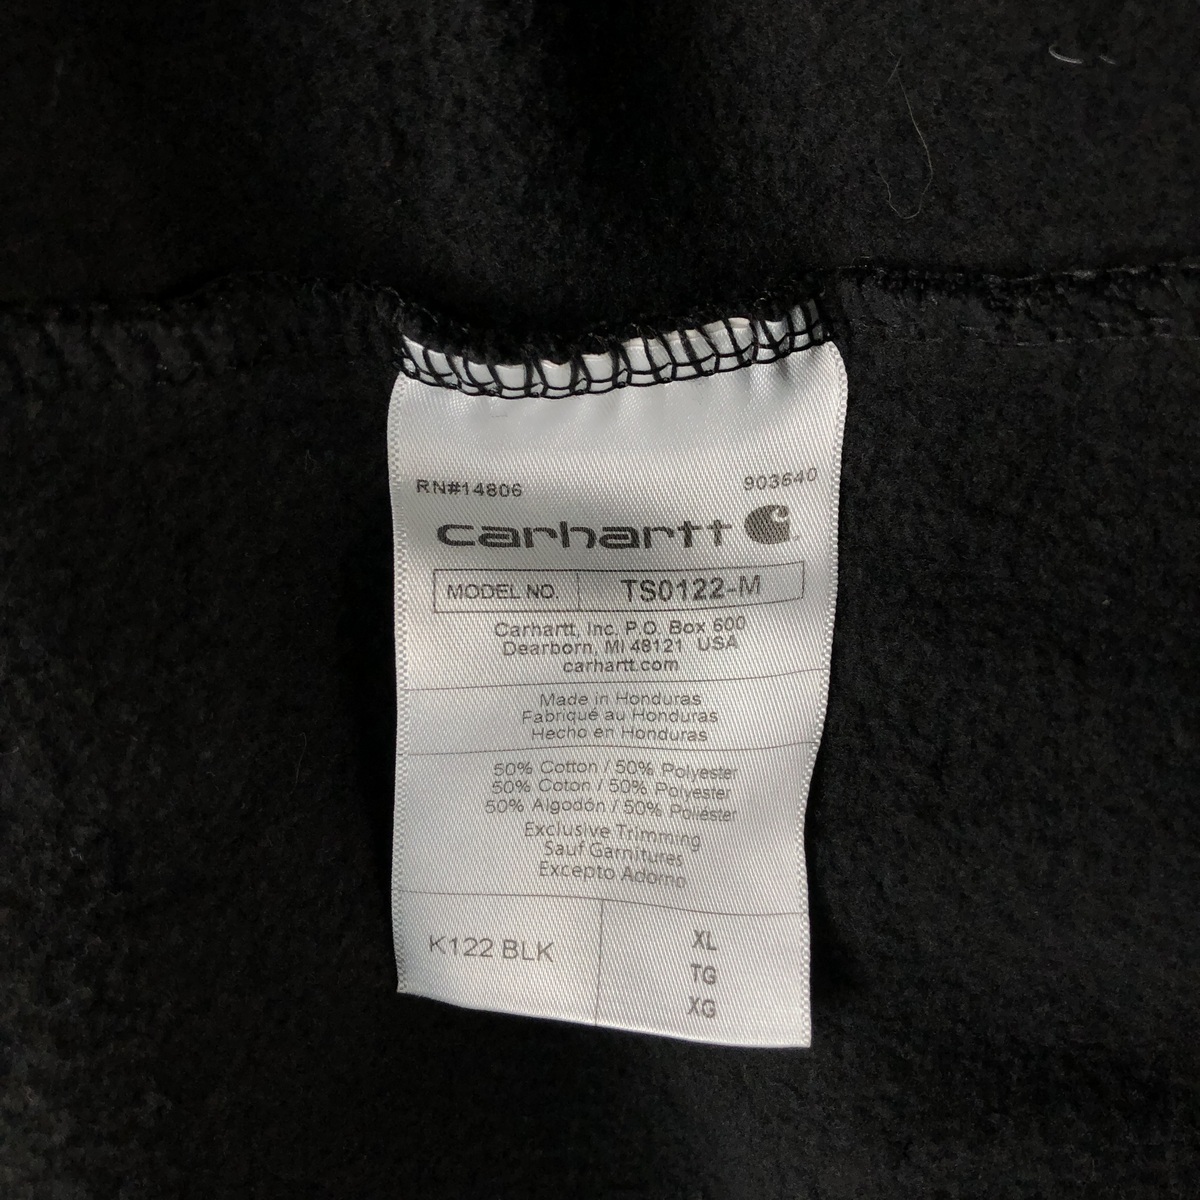 RN#14806 903640
carhartt
MODEL NO. TS0122-M
Carhartt, Inc. P.O. Box 600
Dearborn, MI 48121 USA
carhartt.com
Made in Honduras
Fabriqué au Honduras
Hecho en Honduras
50% Cotton / 50% Polyester
50% Coton / 50% Polyester
50% Algodón / 50% Poliester
Exclusive Trimming
Sauf Garnitures
Excepto Adorno
K122 BLK
XL
TG
XG